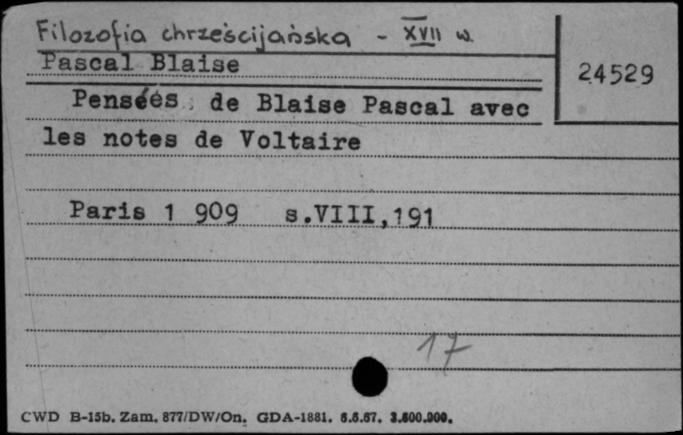 Filozofia chrześcijańska - XVII w.
Pascal Blaise
24529
Pensées de Blaise Pascal avec
les notes de Voltaire
Paris 1 909 s.VIII,191
17
CWD B-15b. Zam. 877/DW/On. GDA-1881. 6.6.67. 3.600.000.